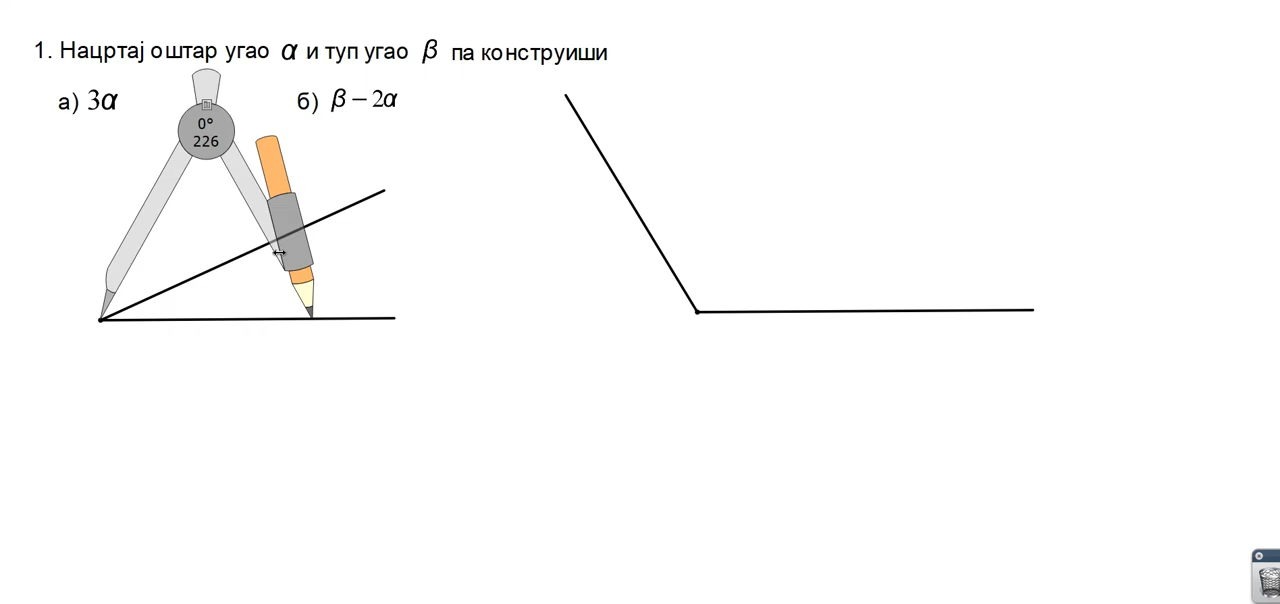 1. Нацртај оштар угао α и туп угао β па конструиши
а) 3α б) β – 2α
0°
226